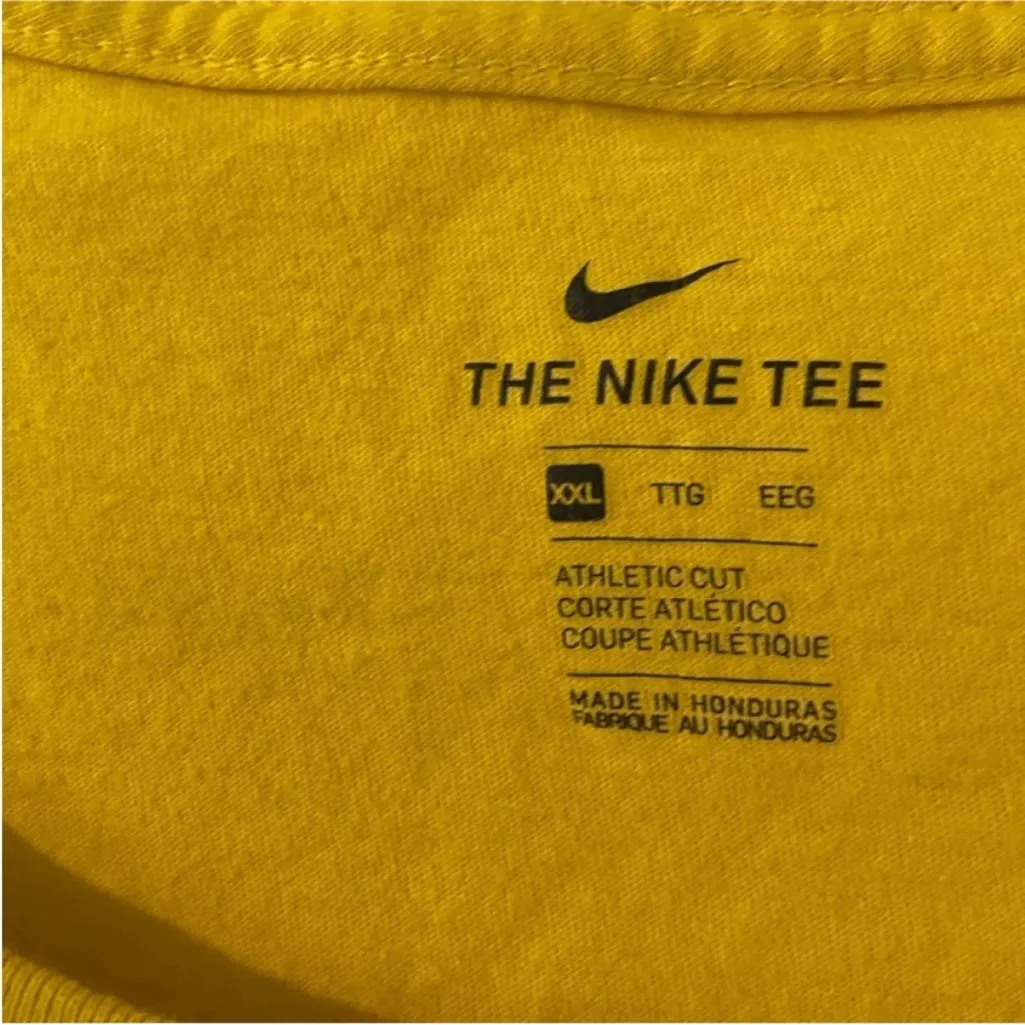 THE NIKE TEE
XXL TTG EEG
ATHLETIC CUT
CORTE ATLÉTICO
COUPE ATHLÉTIQUE
MADE IN HONDURAS
FABRIQUE AU HONDURAS